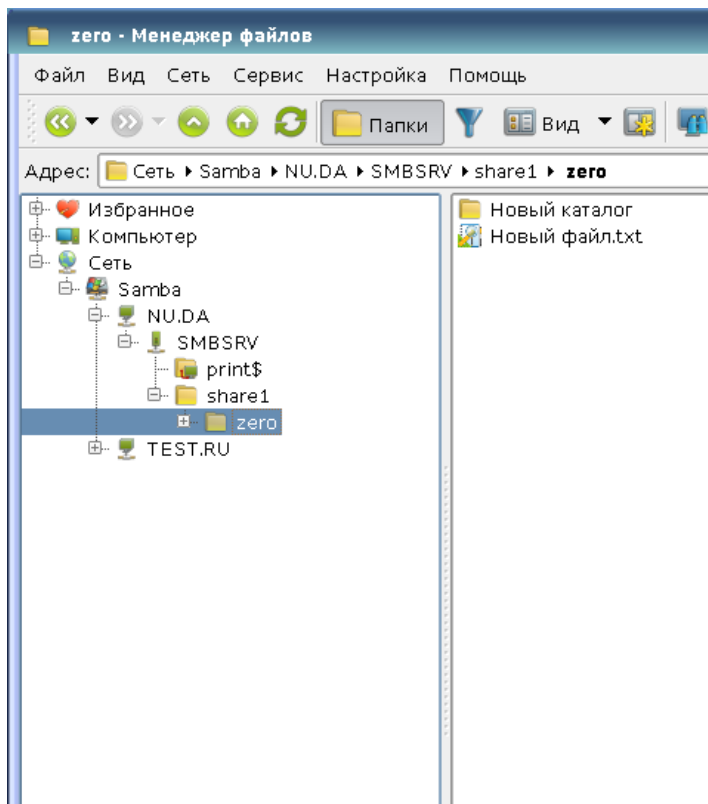 zero - Менеджер файлов
Файл Вид Сеть Сервис Настройка Помощь
Папки Вид
Адрес: Сеть Samba NU.DA SMBSRV share1 zero
Избранное
Компьютер
Сеть
Samba
NU.DA
SMBSRV
print$
share1
zero
TEST.RU
Новый каталог
Новый файл.txt